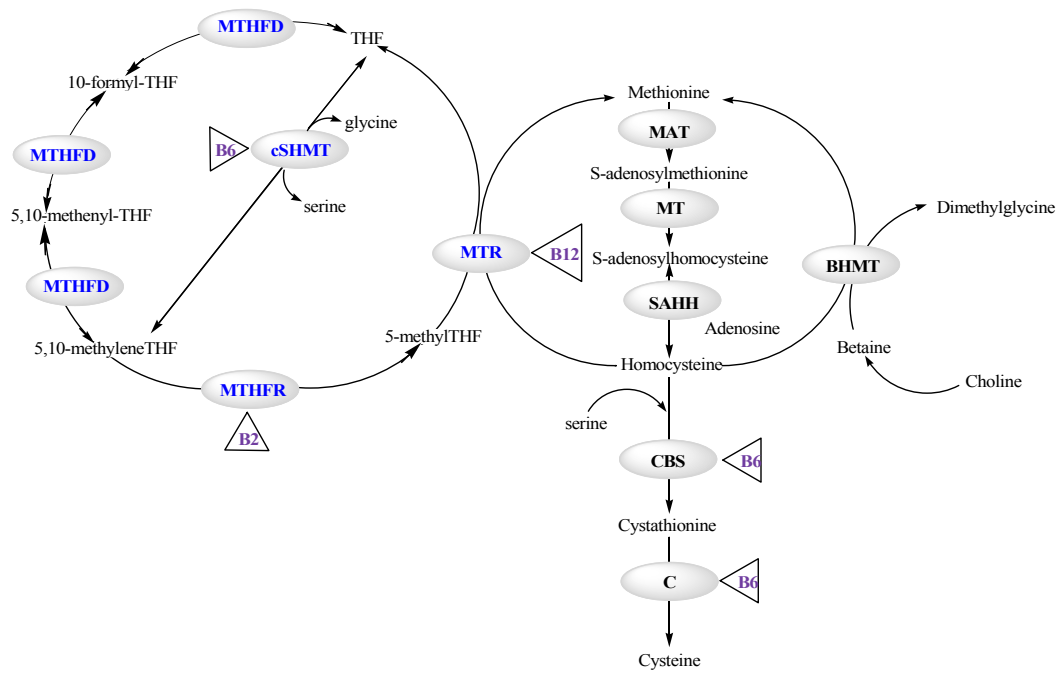 MTHFD
THF
10-formyl-THF
glycine
B6
cSHMT
MTHFD
serine
5,10-methenyl-THF
MTHFD
5,10-methyleneTHF
MTHFR
B2
5-methylTHF
MTR
B12
Methionine
MAT
S-adenosylmethionine
MT
S-adenosylhomocysteine
SAHH
Adenosine
Homocysteine
BHMT
Dimethylglycine
Betaine
Choline
serine
CBS
B6
Cystathionine
C
B6
Cysteine